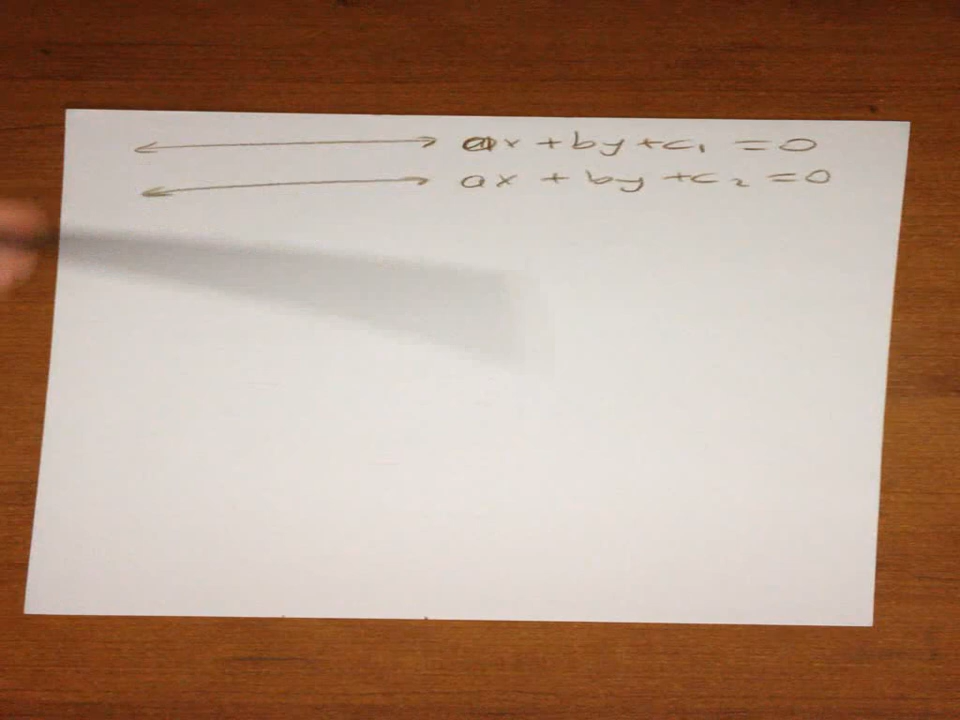 ax + by + c₁ = 0
ax + by + c₂ = 0